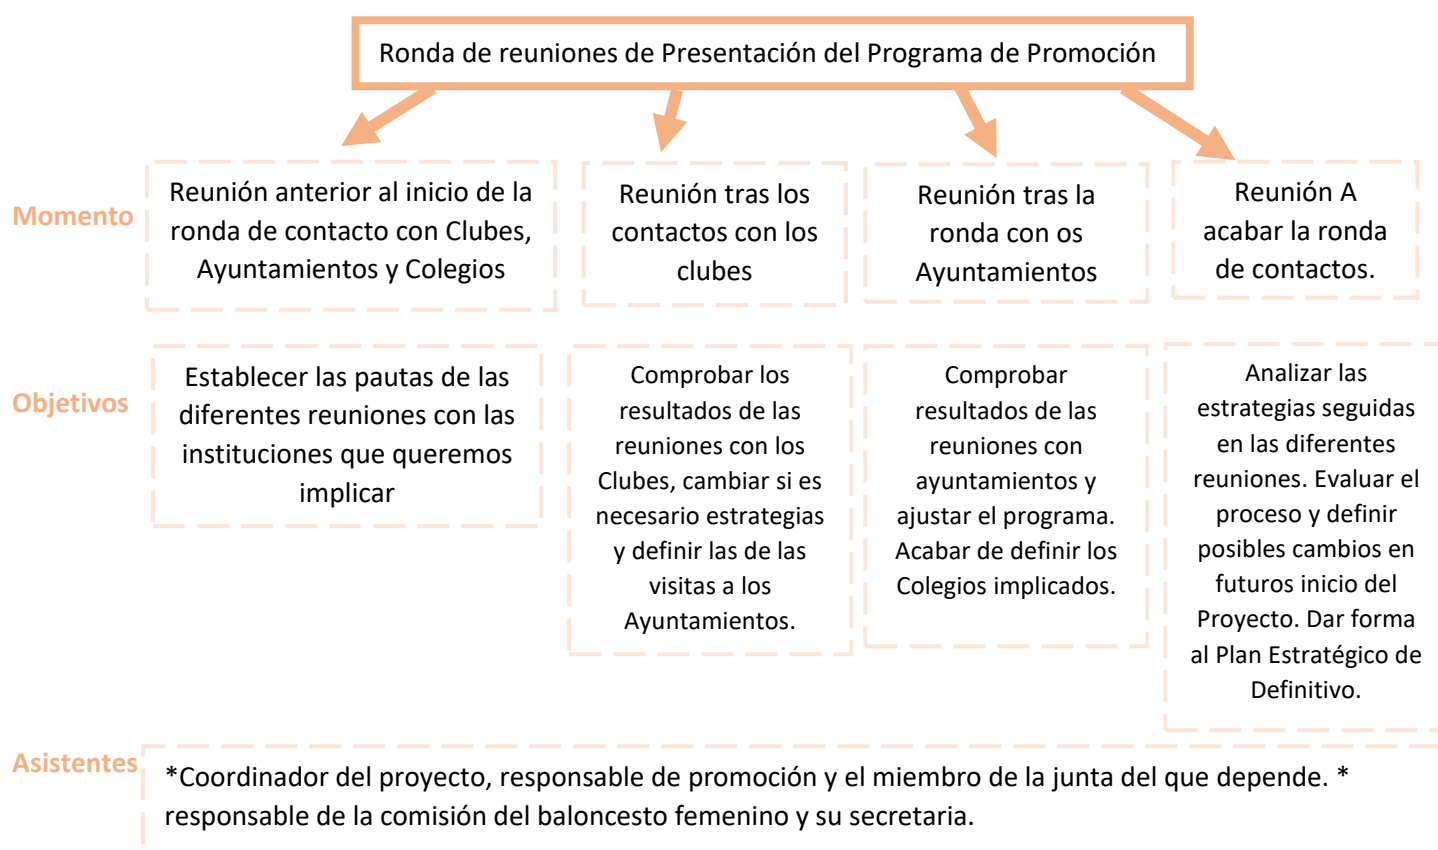 Ronda de reuniones de Presentación del Programa de Promoción
Momento
Reunión anterior al inicio de la
ronda de contacto con Clubes,
Ayuntamientos y Colegios
Reunión tras los
contactos con los
clubes
Reunión tras la
ronda con os
Ayuntamientos
Reunión A
acabar la ronda
de contactos.
Objetivos
Establecer las pautas de las
diferentes reuniones con las
instituciones que queremos
implicar
Comprobar los
resultados de las
reuniones con los
Clubes, cambiar si es
necesario estrategias
y definir las de las
visitas a los
Ayuntamientos.
Comprobar
resultados de las
reuniones con
ayuntamientos y
ajustar el programa.
Acabar de definir los
Colegios implicados.
Analizar las
estrategias seguidas
en las diferentes
reuniones. Evaluar el
proceso y definir
posibles cambios en
futuros inicio del
Proyecto. Dar forma
al Plan Estratégico de
Definitivo.
Asistentes
*Coordinador del proyecto, responsable de promoción y el miembro de la junta del que depende. *
responsable de la comisión del baloncesto femenino y su secretaria.